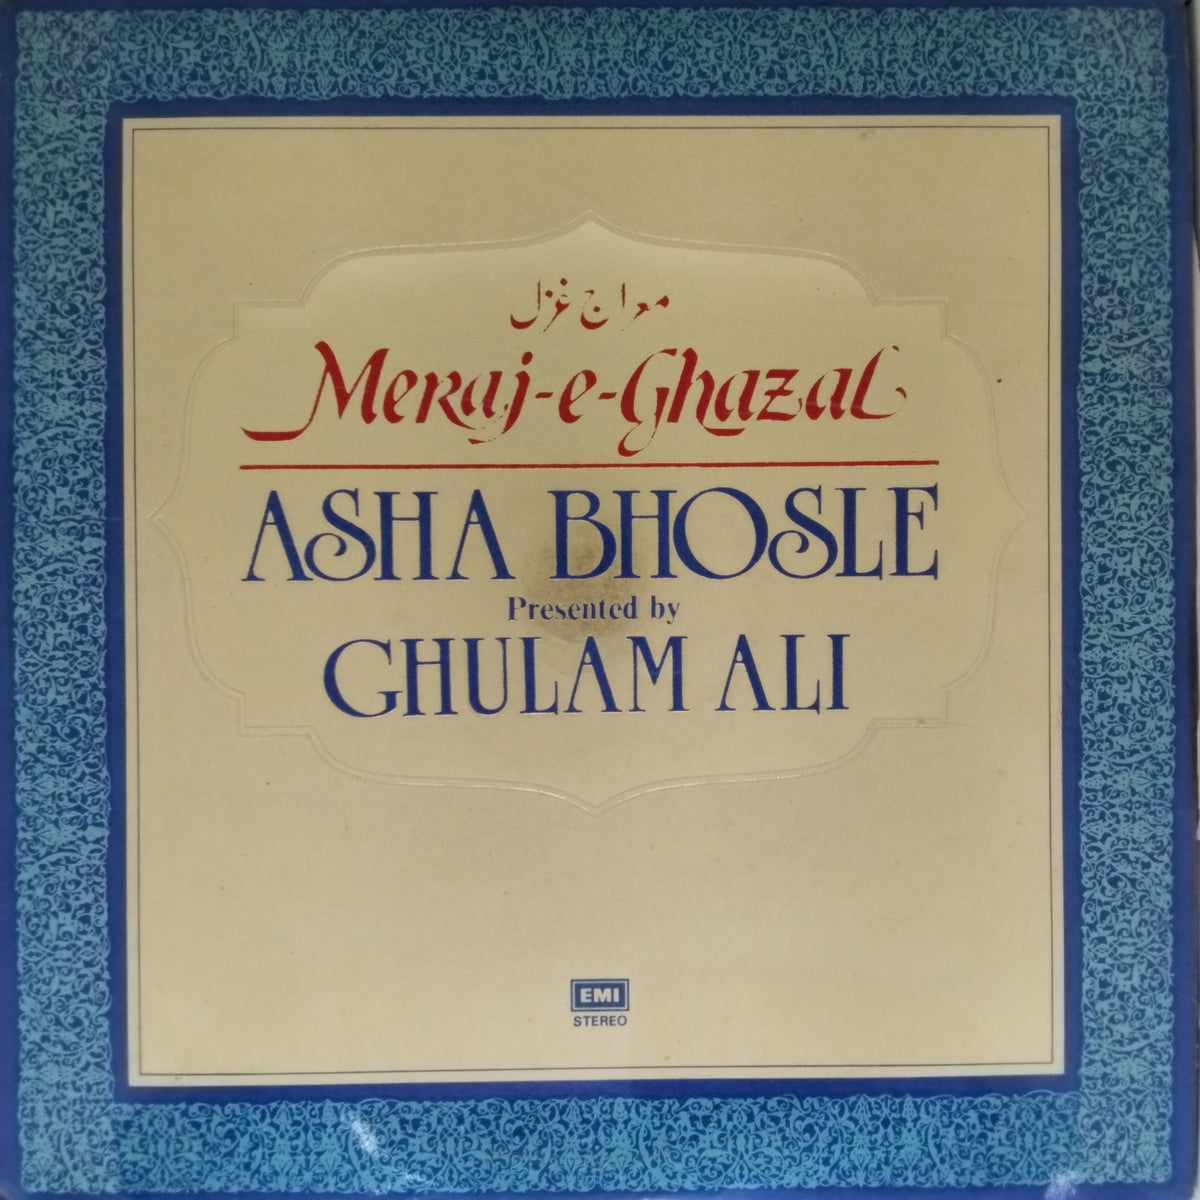 معراج غزل
Meraj-e-Ghazal
ASHA BHOSLE
Presented by
GHULAM ALI
EMI
STEREO